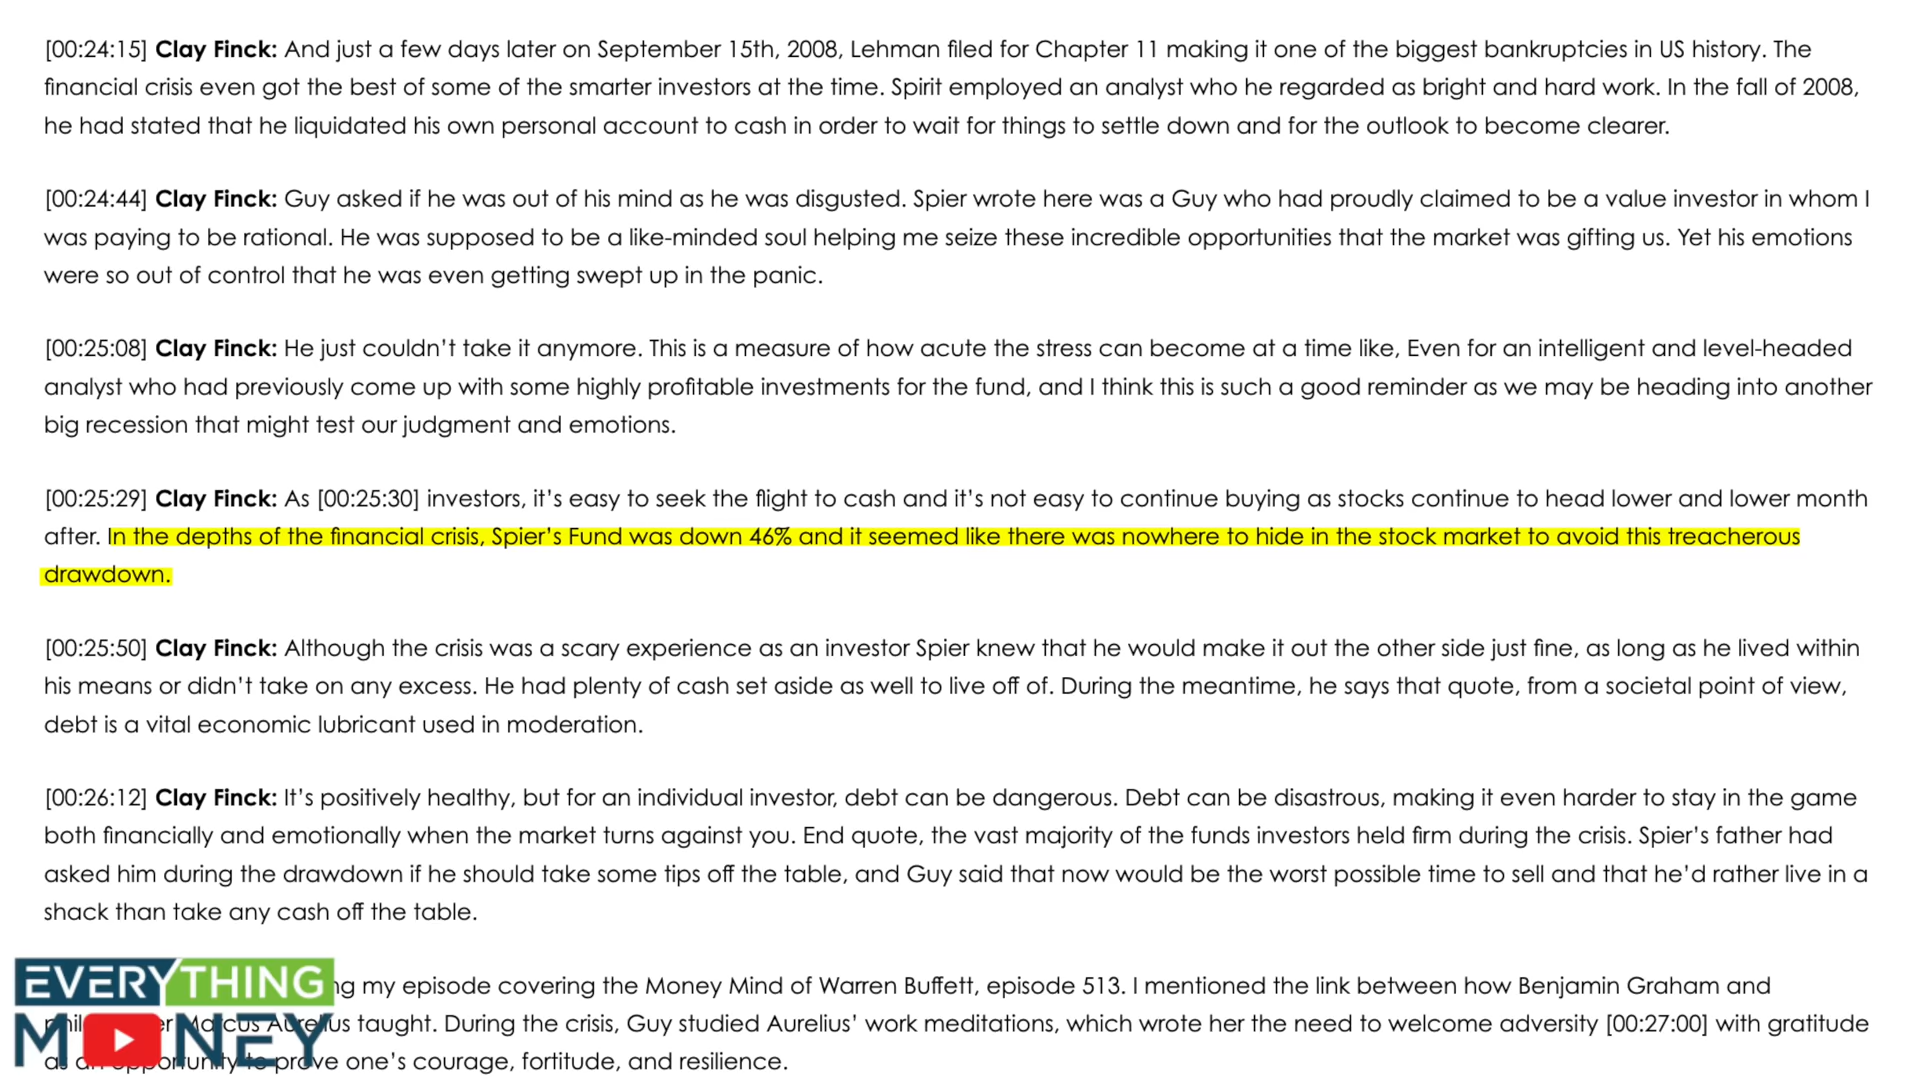 [00:24:15] Clay Finck: And just a few days later on September 15th, 2008, Lehman filed for Chapter 11 making it one of the biggest bankruptcies in US history. The
financial crisis even got the best of some of the smarter investors at the time. Spirit employed an analyst who he regarded as bright and hard work. In the fall of 2008,
he had stated that he liquidated his own personal account to cash in order to wait for things to settle down and for the outlook to become clearer.
[00:24:44] Clay Finck: Guy asked if he was out of his mind as he was disgusted. Spier wrote here was a Guy who had proudly claimed to be a value investor in whom I
was paying to be rational. He was supposed to be a like-minded soul helping me seize these incredible opportunities that the market was gifting us. Yet his emotions
were so out of control that he was even getting swept up in the panic.
[00:25:08] Clay Finck: He just couldn't take it anymore. This is a measure of how acute the stress can become at a time like, Even for an intelligent and level-headed
analyst who had previously come up with some highly profitable investments for the fund, and I think this is such a good reminder as we may be heading into another
big recession that might test our judgment and emotions.
[00:25:29] Clay Finck: As [00:25:30] investors, it's easy to seek the flight to cash and it's not easy to continue buying as stocks continue to head lower and lower month
after. In the depths of the financial crisis, Spier's Fund was down 46% and it seemed like there was nowhere to hide in the stock market to avoid this treacherous
drawdown.
[00:25:50] Clay Finck: Although the crisis was a scary experience as an investor Spier knew that he would make it out the other side just fine, as long as he lived within
his means or didn't take on any excess. He had plenty of cash set aside as well to live off of. During the meantime, he says that quote, from a societal point of view,
debt is a vital economic lubricant used in moderation.
[00:26:12] Clay Finck: It's positively healthy, but for an individual investor, debt can be dangerous. Debt can be disastrous, making it even harder to stay in the game
both financially and emotionally when the market turns against you. End quote, the vast majority of the funds investors held firm during the crisis. Spier's father had
asked him during the drawdown if he should take some tips off the table, and Guy said that now would be the worst possible time to sell and that he'd rather live in a
shack than take any cash off the table.
EVERYTHING
MONEY
my episode covering the Money Mind of Warren Buffett, episode 513. I mentioned the link between how Benjamin Graham and
Marcus Aurelius taught. During the crisis, Guy studied Aurelius' work meditations, which wrote her the need to welcome adversity [00:27:00] with gratitude
as an opportunity to prove one's courage, fortitude, and resilience.